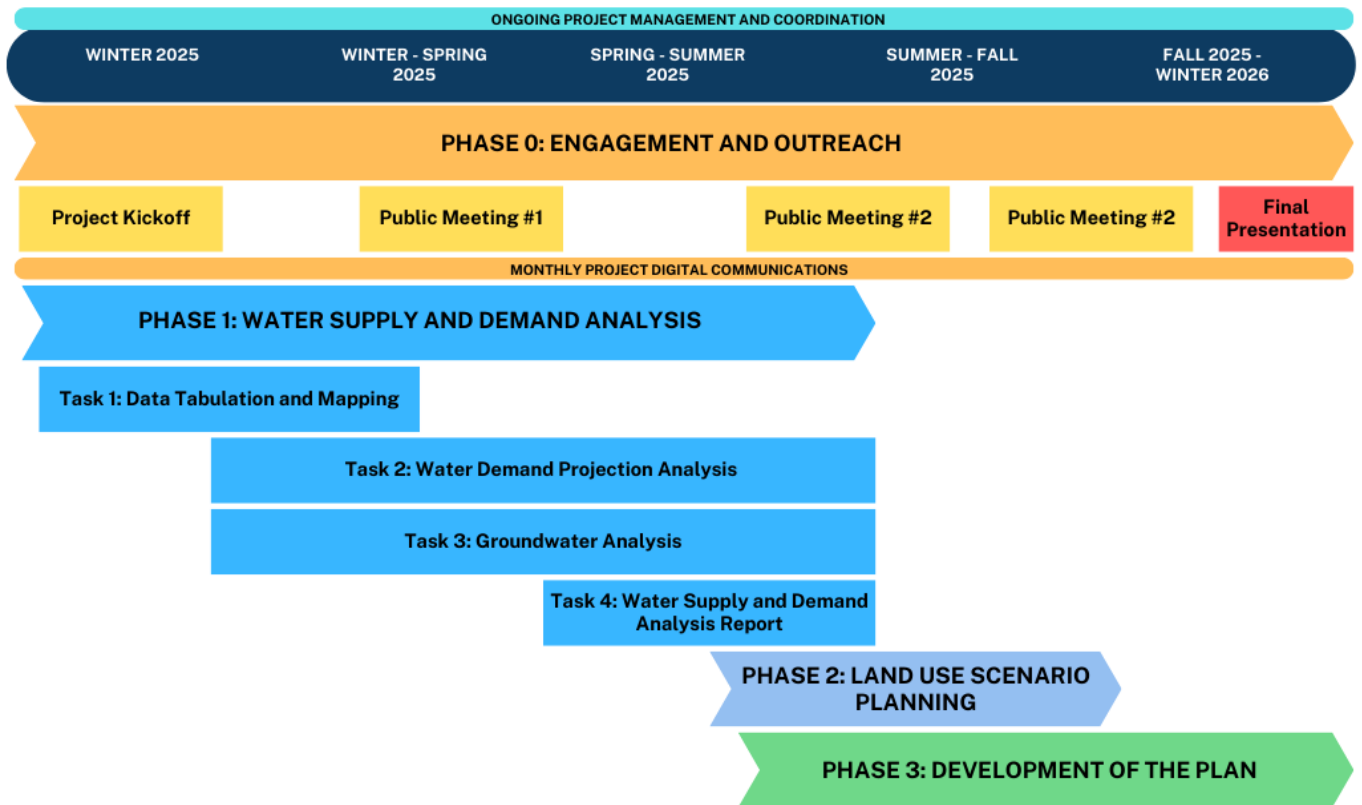 ONGOING PROJECT MANAGEMENT AND COORDINATION
WINTER 2025
WINTER - SPRING
2025
SPRING - SUMMER
2025
SUMMER - FALL
2025
FALL 2025 -
WINTER 2026
PHASE 0: ENGAGEMENT AND OUTREACH
Project Kickoff
Public Meeting #1
Public Meeting #2
Public Meeting #2
Final
Presentation
MONTHLY PROJECT DIGITAL COMMUNICATIONS
PHASE 1: WATER SUPPLY AND DEMAND ANALYSIS
Task 1: Data Tabulation and Mapping
Task 2: Water Demand Projection Analysis
Task 3: Groundwater Analysis
Task 4: Water Supply and Demand
Analysis Report
PHASE 2: LAND USE SCENARIO
PLANNING
PHASE 3: DEVELOPMENT OF THE PLAN